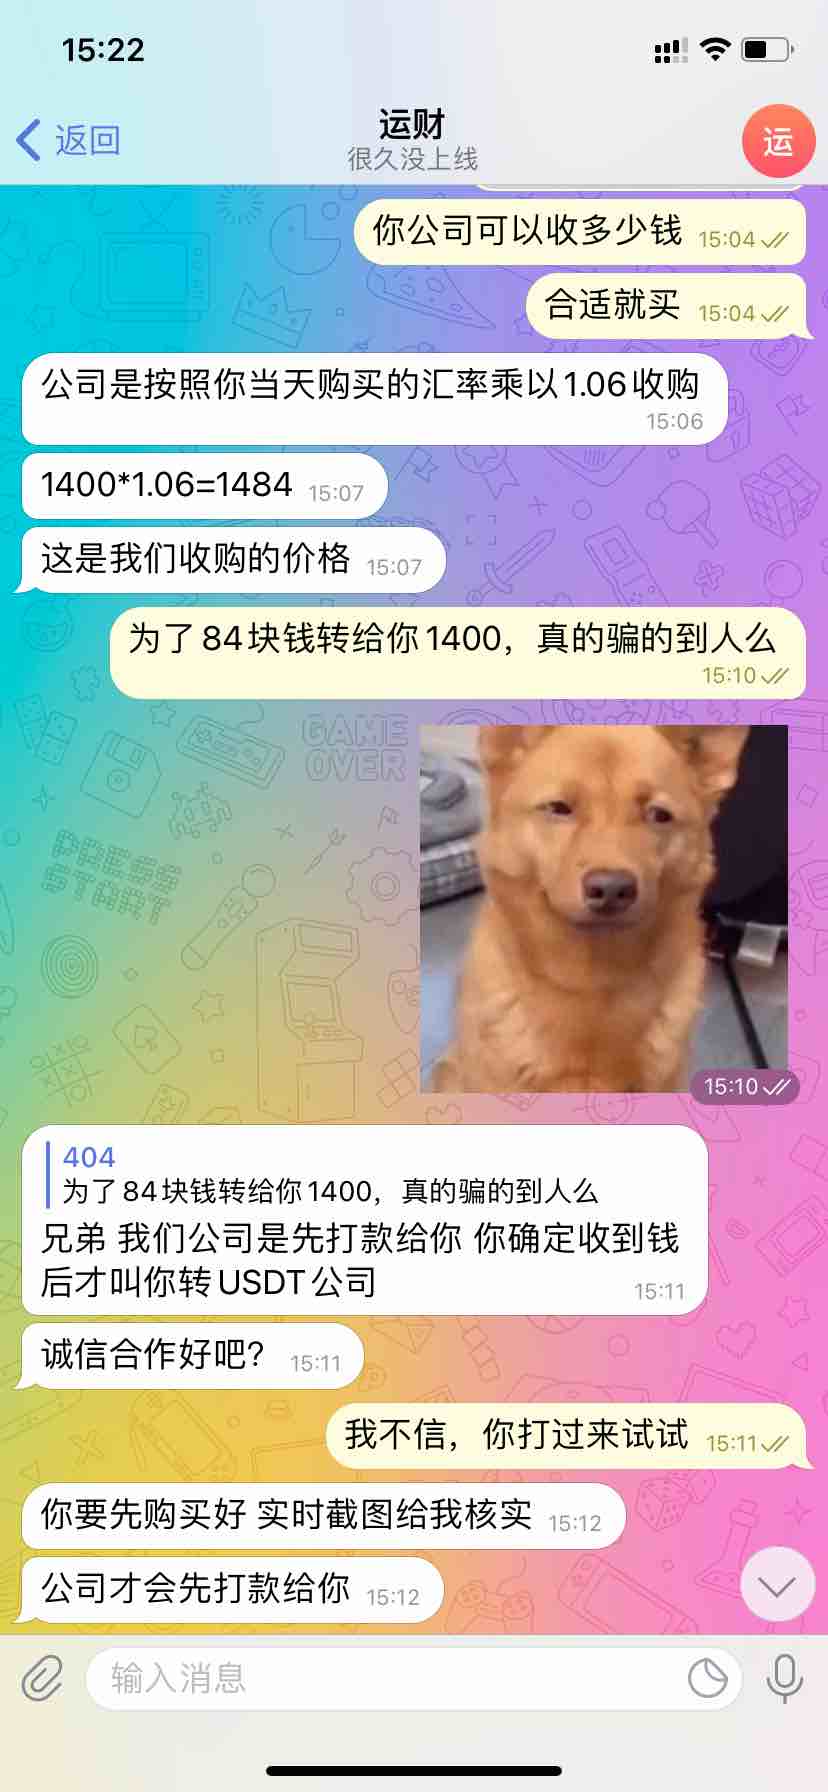 15:22
返回
运财
很久没上线
运
你公司可以收多少钱 15:04
合适就买 15:04
公司是按照你当天购买的汇率乘以1.06收购
15:06
1400*1.06=1484 15:07
这是我们收购的价格 15:07
为了84块钱转给你1400，真的骗的到人么
15:10
GAME
OVER
PRESS
START
15:10
404
为了84块钱转给你1400，真的骗的到人么
兄弟 我们公司是先打款给你 你确定收到钱
后才叫你转USDT公司
15:11
诚信合作好吧？ 15:11
我不信，你打过来试试 15:11
你要先购买好 实时截图给我核实 15:12
公司才会先打款给你 15:12
输入消息